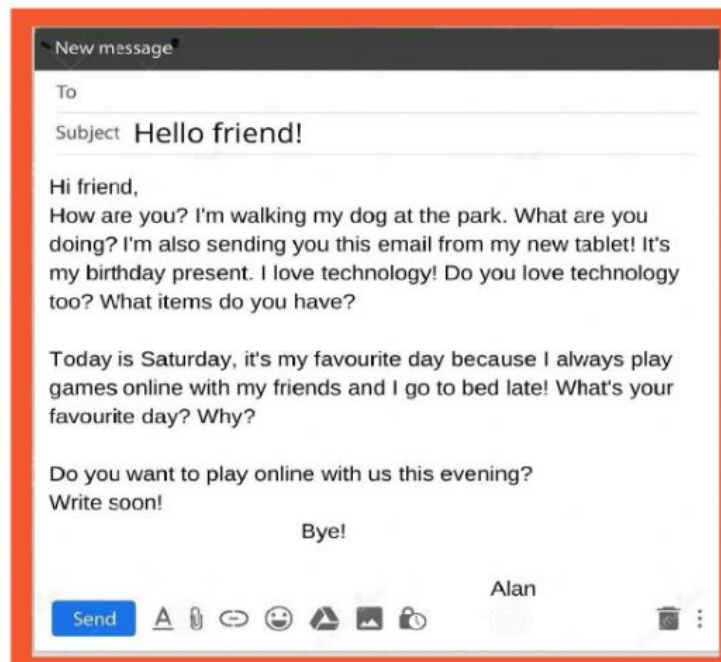 New message
To
Subject Hello friend!
Hi friend,
How are you? I'm walking my dog at the park. What are you
doing? I'm also sending you this email from my new tablet! It's
my birthday present. I love technology! Do you love technology
too? What items do you have?
Today is Saturday, it's my favourite day because I always play
games online with my friends and I go to bed late! What's your
favourite day? Why?
Do you want to play online with us this evening?
Write soon!
Bye!
Alan
Send A